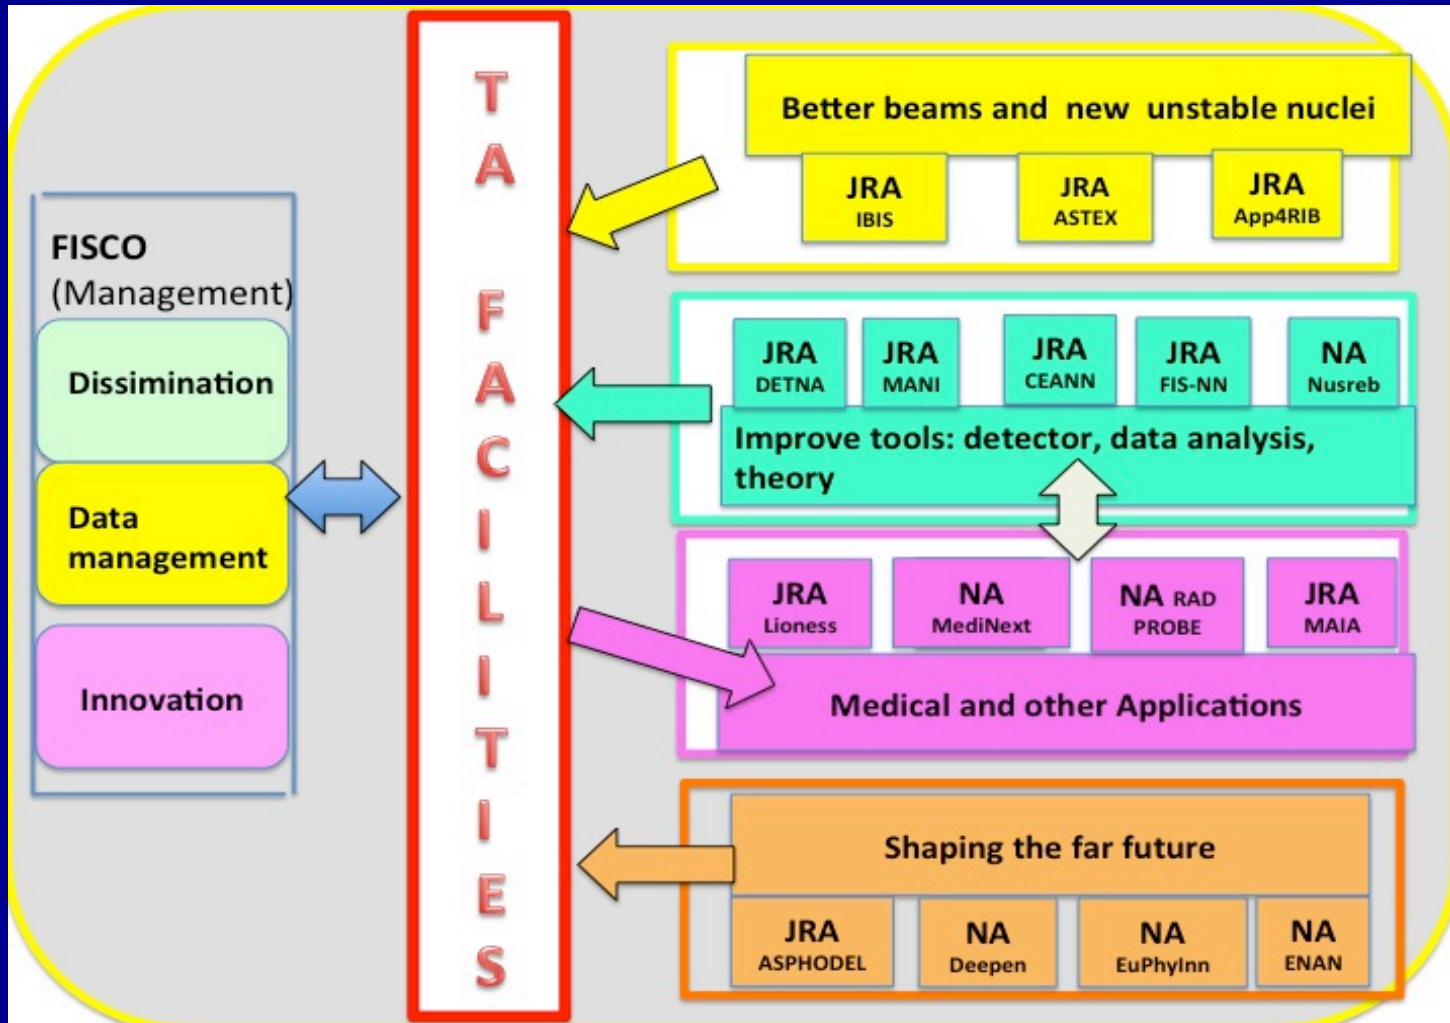 FISCO
(Management)
Dissimination
Data
management
Innovation
TA FACILITIES
Better beams and new unstable nuclei
JRA
IBIS
JRA
ASTEX
JRA
App4RIB
JRA
DETNA
JRA
MANI
JRA
CEANN
JRA
FIS-NN
NA
Nusreb
Improve tools: detector, data analysis,
theory
JRA
Lioness
NA
MediNext
NA RAD
PROBE
JRA
MAIA
Medical and other Applications
Shaping the far future
JRA
ASPHODEL
NA
Deepen
NA
EuPhyInn
NA
ENAN